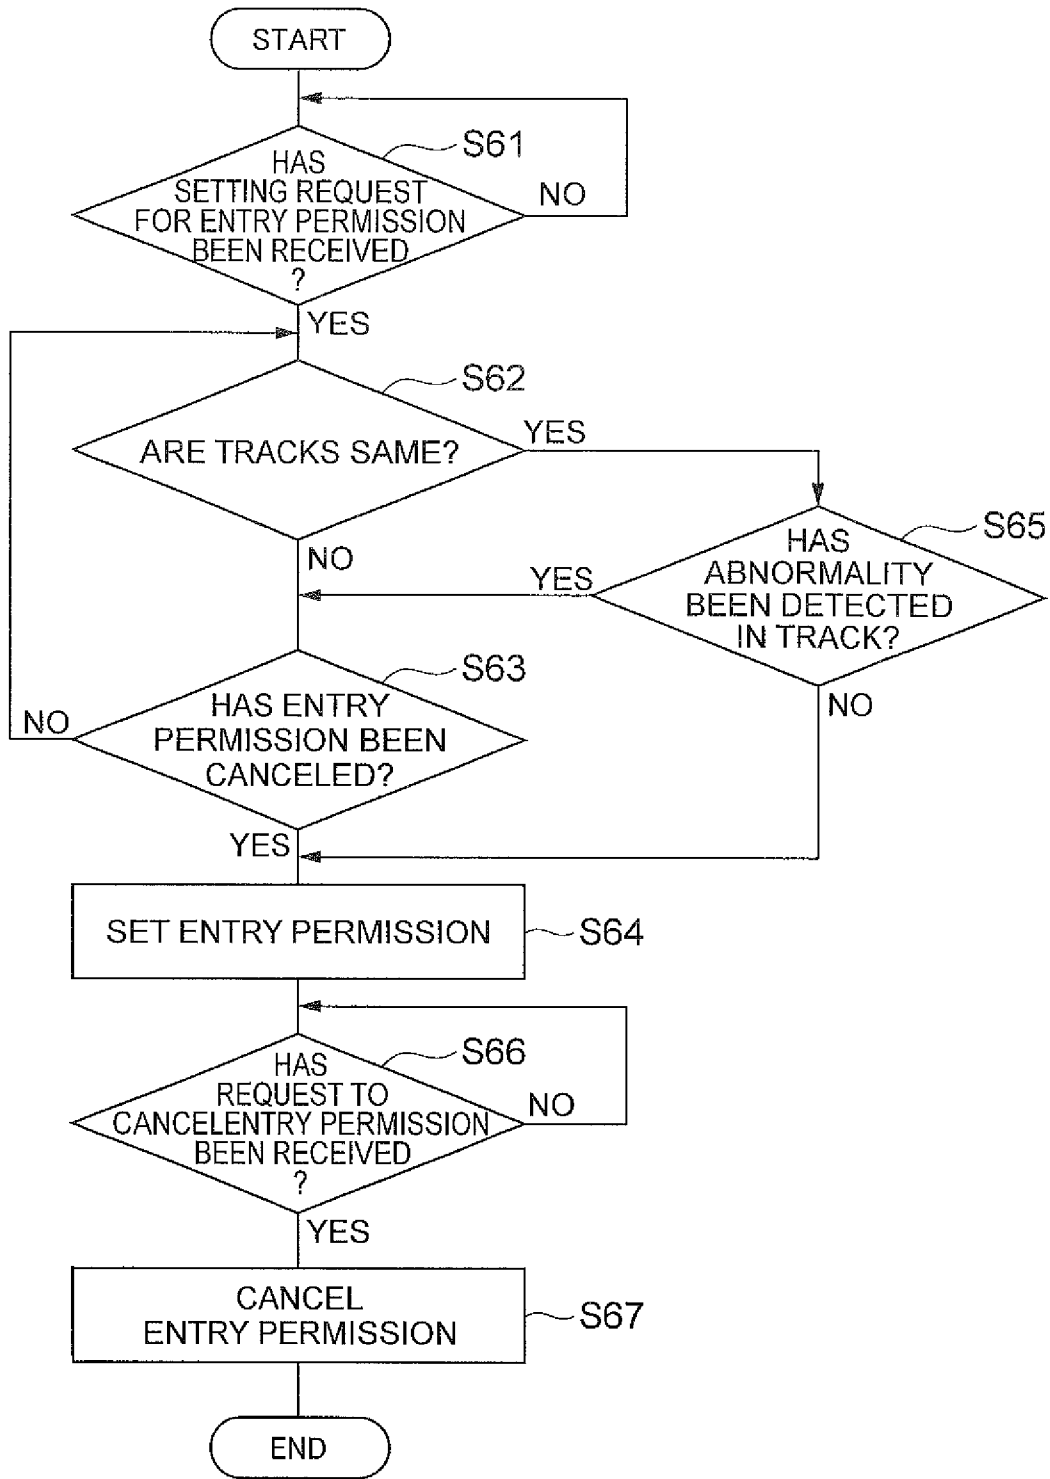 START
S61
HAS
SETTING REQUEST
FOR ENTRY PERMISSION
BEEN RECEIVED
?
NO
YES
S62
ARE TRACKS SAME?
YES
NO
S65
HAS
ABNORMALITY
BEEN DETECTED
IN TRACK?
YES
NO
S63
HAS ENTRY
PERMISSION BEEN
CANCELED?
NO
YES
SET ENTRY PERMISSION
S64
S66
HAS
REQUEST TO
CANCELENTRY PERMISSION
BEEN RECEIVED
?
NO
YES
CANCEL
ENTRY PERMISSION
S67
END